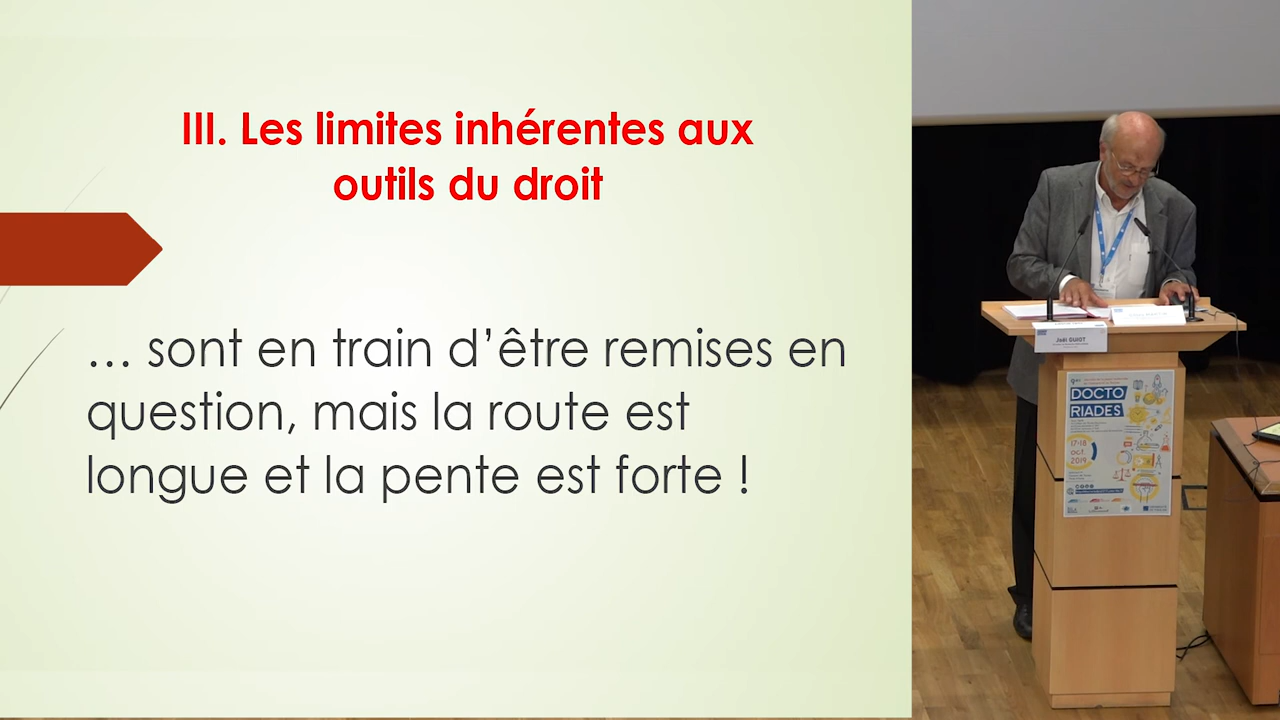 III. Les limites inhérentes aux
outils du droit
… sont en train d’être remises en
question, mais la route est
longue et la pente est forte !
Jodi GUIOT
DOCTO
RIADES
17-18
oct.
2019